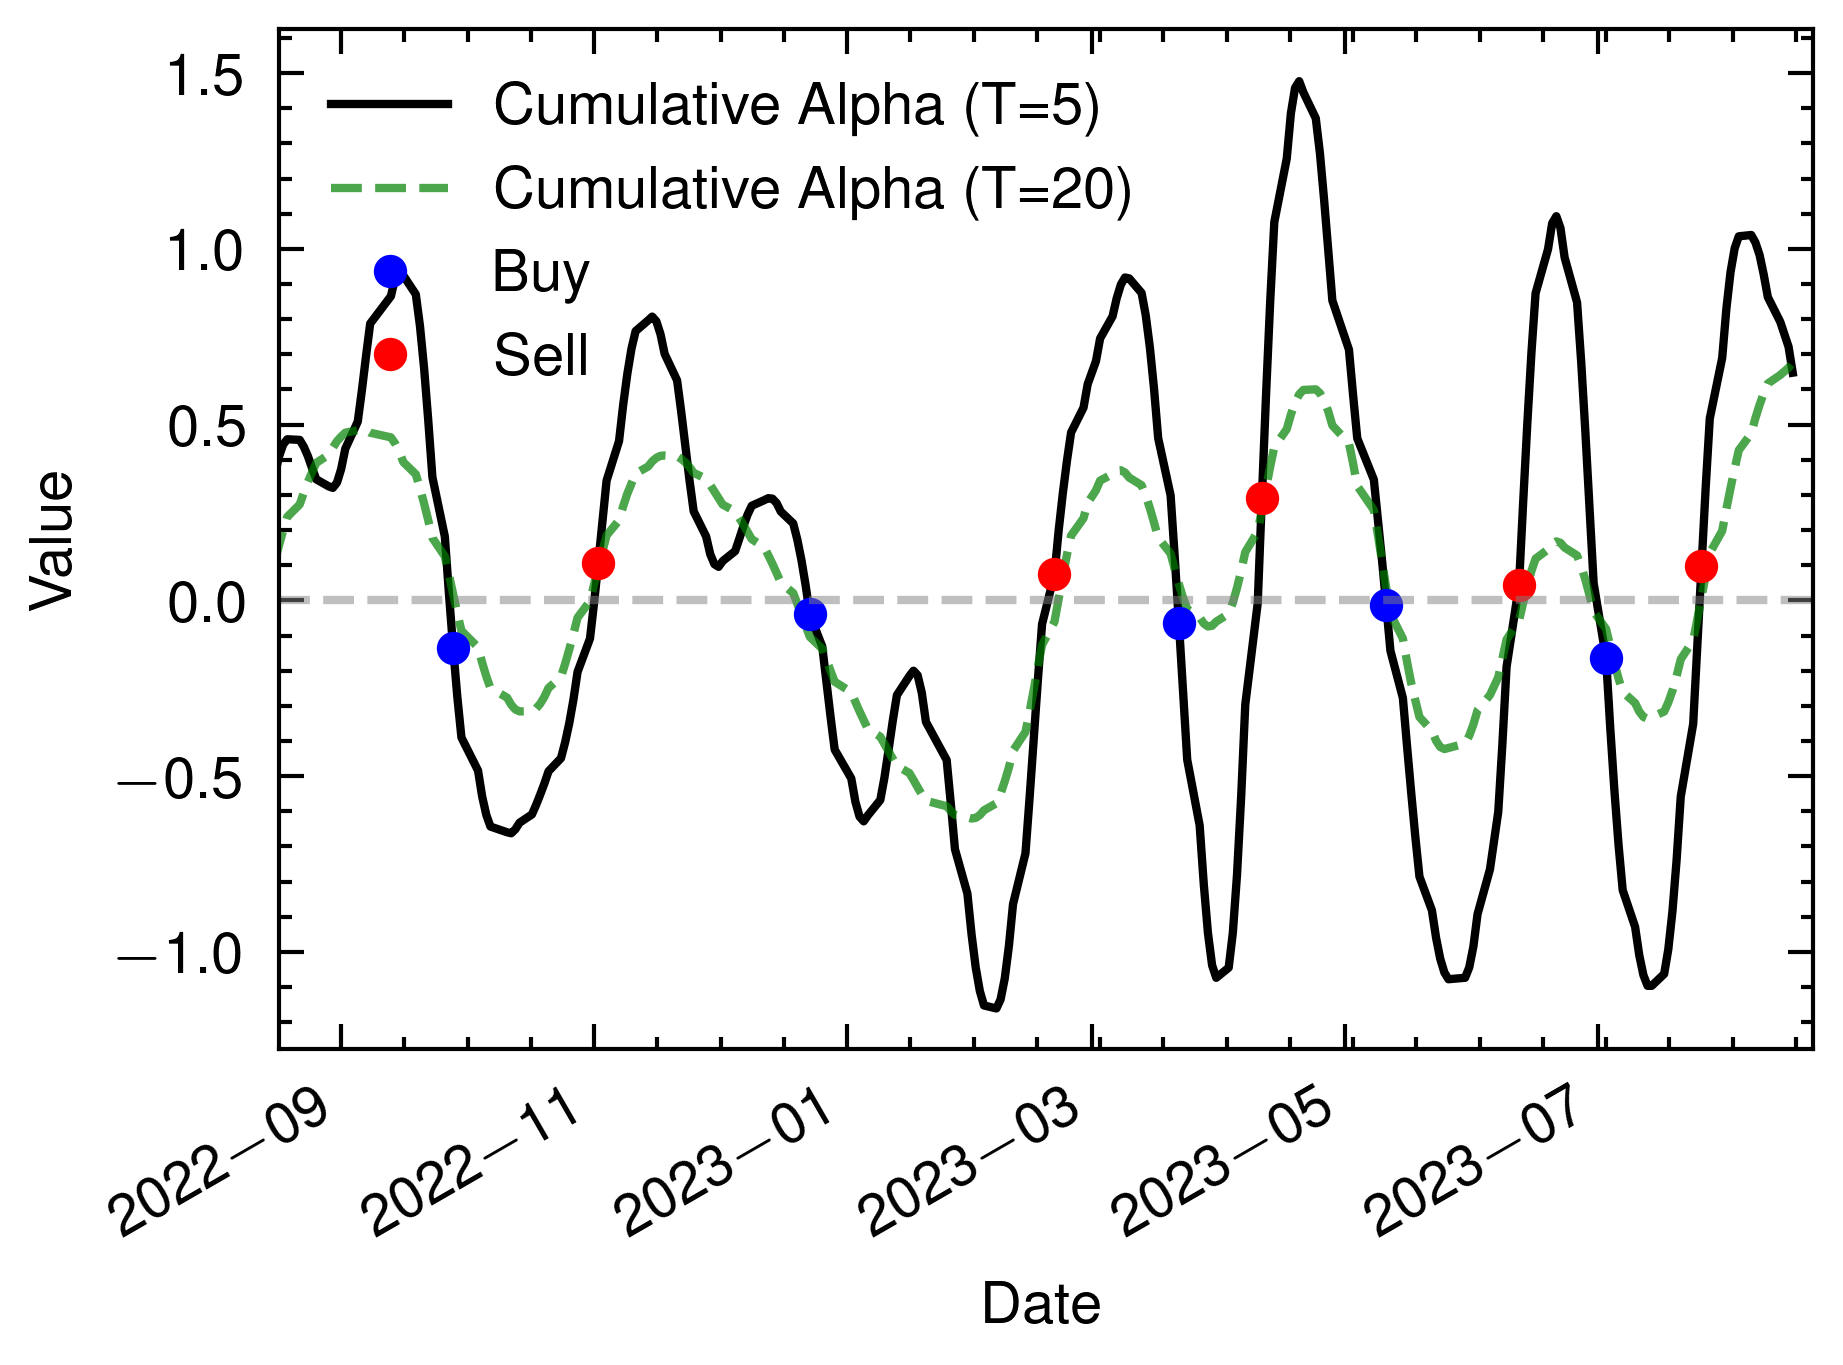 1.5
1.0
0.5
0.0
−0.5
−1.0
Value
Cumulative Alpha (T=5)
Cumulative Alpha (T=20)
Buy
Sell
2022−09
2022−11
2023−01
2023−03
2023−05
2023−07
Date